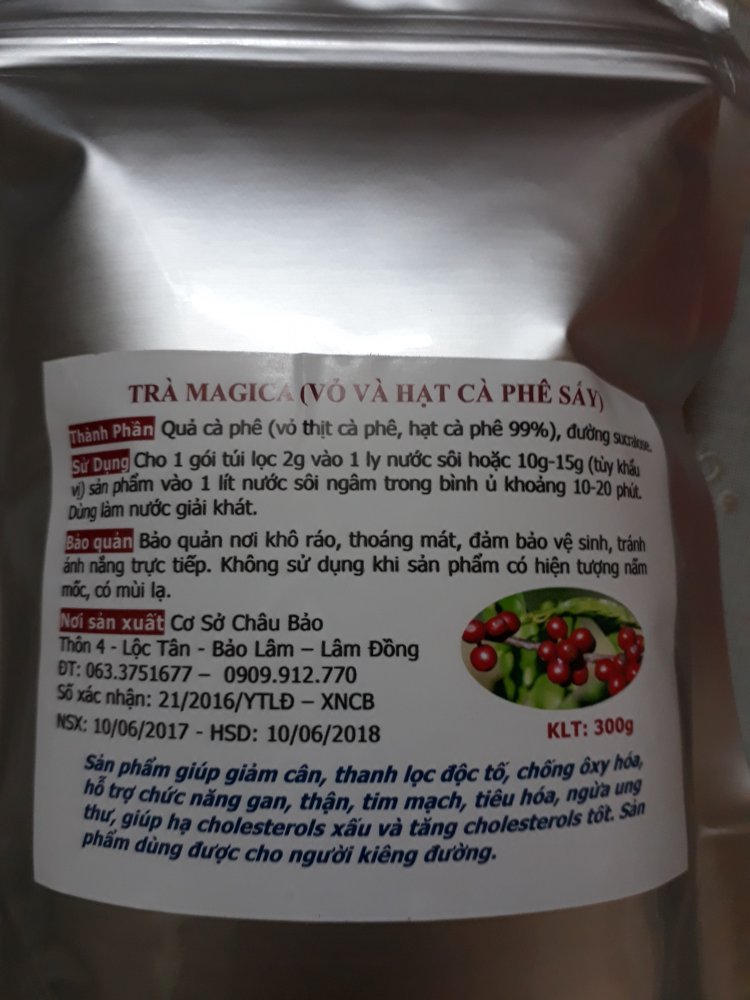 TRÀ MAGICA (VỎ VÀ HẠT CÀ PHÊ SẤY)
Thành Phần Quả cà phê (vỏ thịt cà phê, hạt cà phê 99%), đường sucralose.
Sử Dụng Cho 1 gói túi lọc 2g vào 1 ly nước sôi hoặc 10g-15g (tùy khẩu
vị) sản phẩm vào 1 lít nước sôi ngâm trong bình ủ khoảng 10-20 phút.
Dùng làm nước giải khát.
Bảo quản Bảo quản nơi khô ráo, thoáng mát, đảm bảo vệ sinh, tránh
ánh nắng trực tiếp. Không sử dụng khi sản phẩm có hiện tượng nấm
mốc, có mùi lạ.
Nơi sản xuất Cơ Sở Châu Bảo
Thôn 4 - Lộc Tân - Bảo Lâm – Lâm Đồng
ĐT: 063.3751677 – 0909.912.770
Số xác nhận: 21/2016/YTLĐ – XNCB
NSX: 10/06/2017 - HSD: 10/06/2018
KLT: 300g
Sản phẩm giúp giảm cân, thanh lọc độc tố, chống ôxy hóa,
hỗ trợ chức năng gan, thận, tim mạch, tiêu hóa, ngừa ung
thư, giúp hạ cholesterols xấu và tăng cholesterols tốt. Sản
phẩm dùng được cho người kiêng đường.